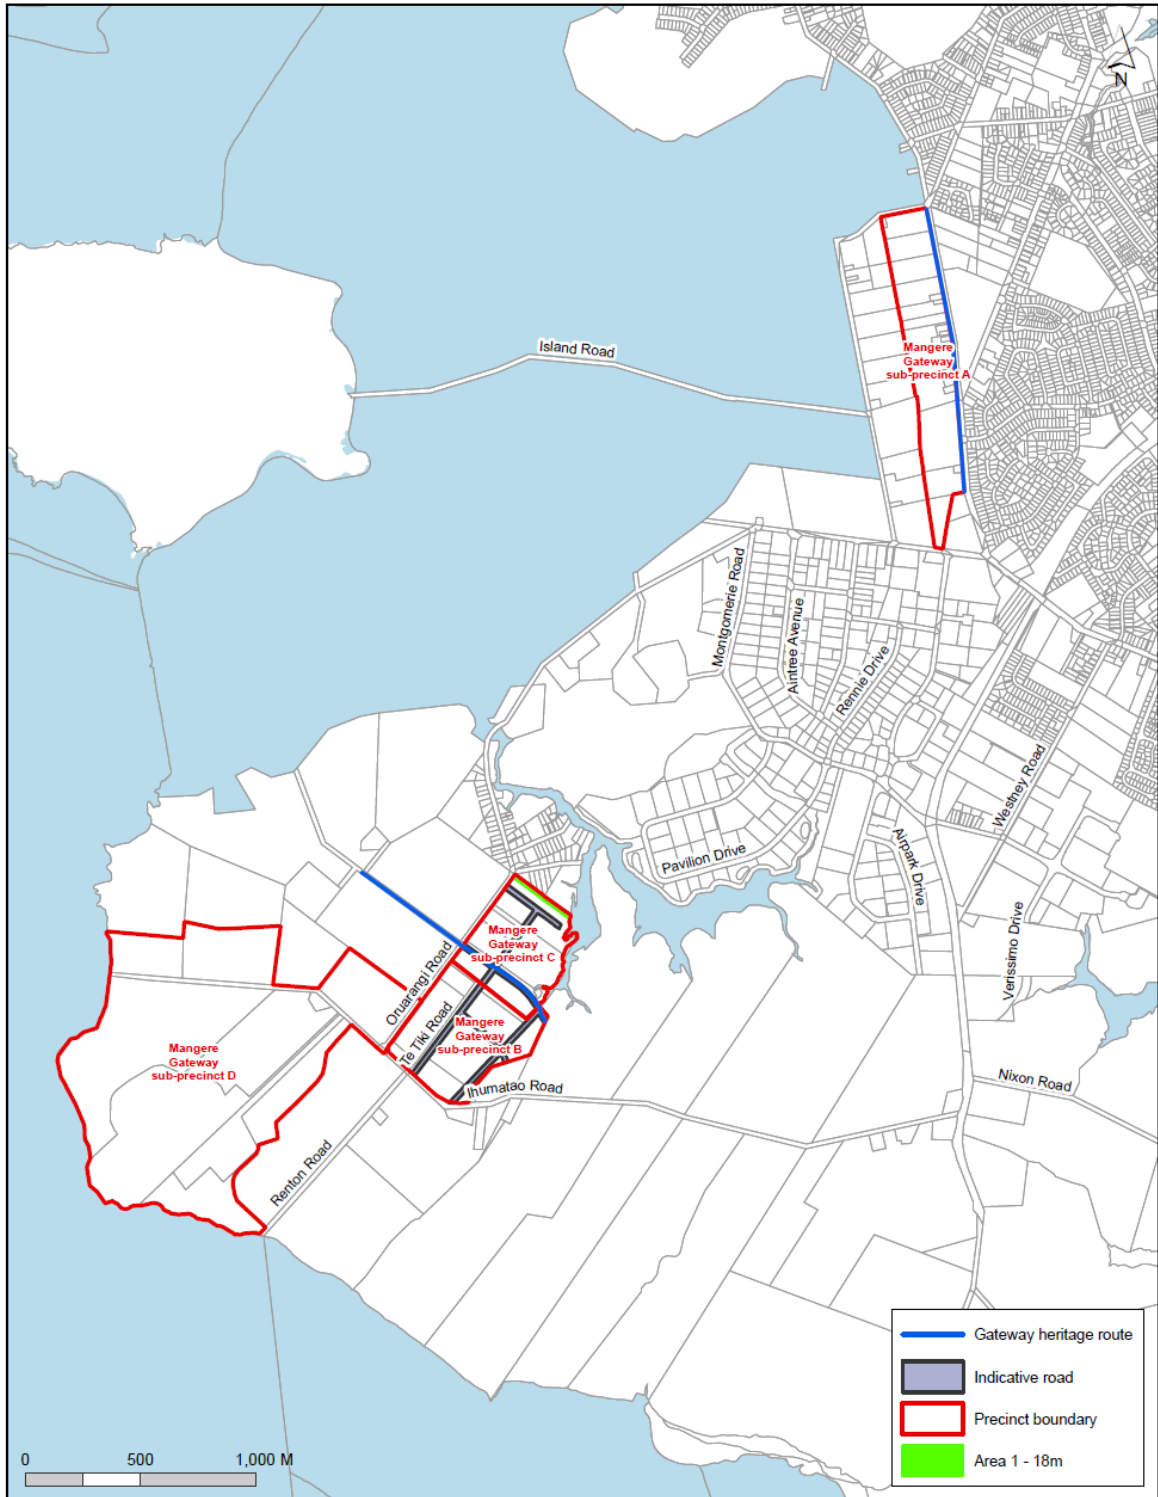 N
Island Road
Mangere
Gateway
sub-precinct A
Montgomerie Road
Aintree Avenue
Rennie Drive
Westney Road
Pavilion Drive
Airpark Drive
Verissimo Drive
Nixon Road
Mangere
Gateway
sub-precinct C
Oruarangi Road
Te Tiki Road
Mangere
Gateway
sub-precinct B
Mangere
Gateway
sub-precinct D
Ihumatao Road
Renton Road
Gateway heritage route
Indicative road
Precinct boundary
Area 1 - 18m
0 500 1,000 M